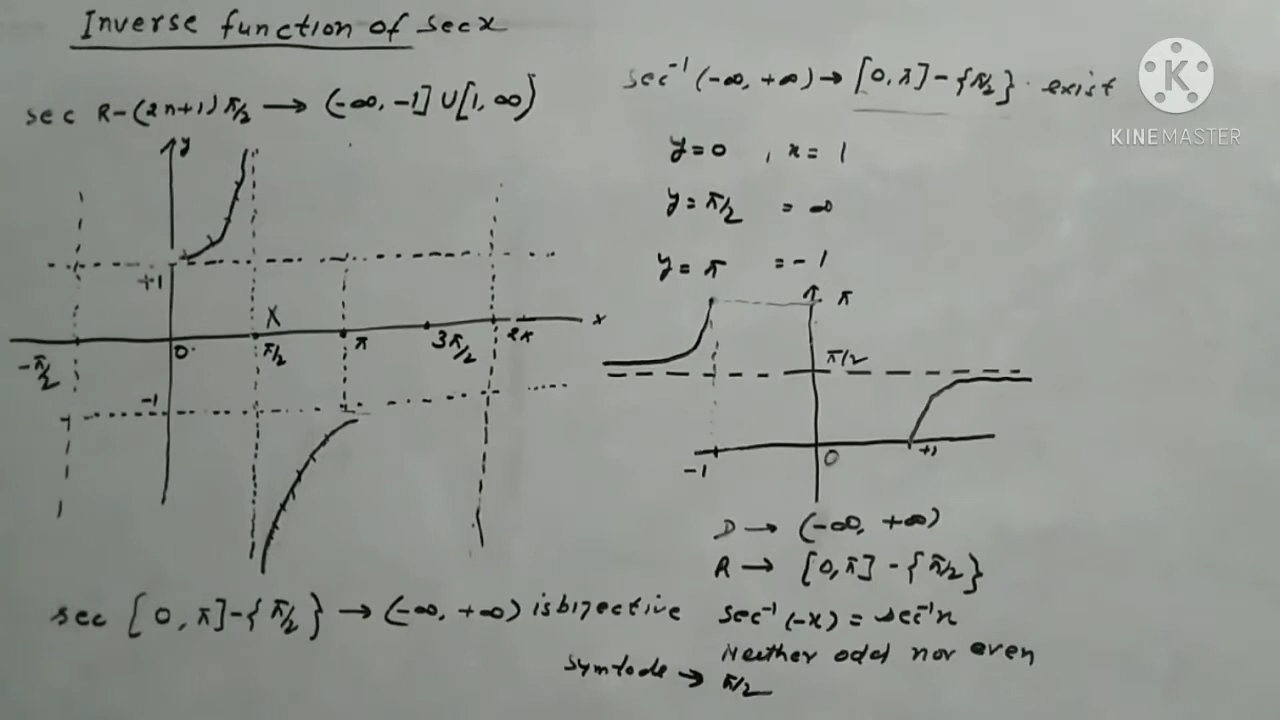 Inverse function of sec x
sec R-(2n+1) π/2 → (-∞, -1] ∪ [1, ∞)
y
+1
-π/2 0 π/2 π 3π/2 2π x
X
-1
sec [0, π]-{π/2} → (-∞, +∞) is bijective
sec⁻¹ (-∞, +∞) → [0, π] - {π/2} . exist
K
KINEMASTER
y = 0 , x = 1
y = π/2 = ∞
y = π = -1
π
π/2
-1 0 +1
D → (-∞, +∞)
R → [0, π] - {π/2}
sec⁻¹ (-x) = sec⁻¹x
Neither odd nor even
Symtode → π/2